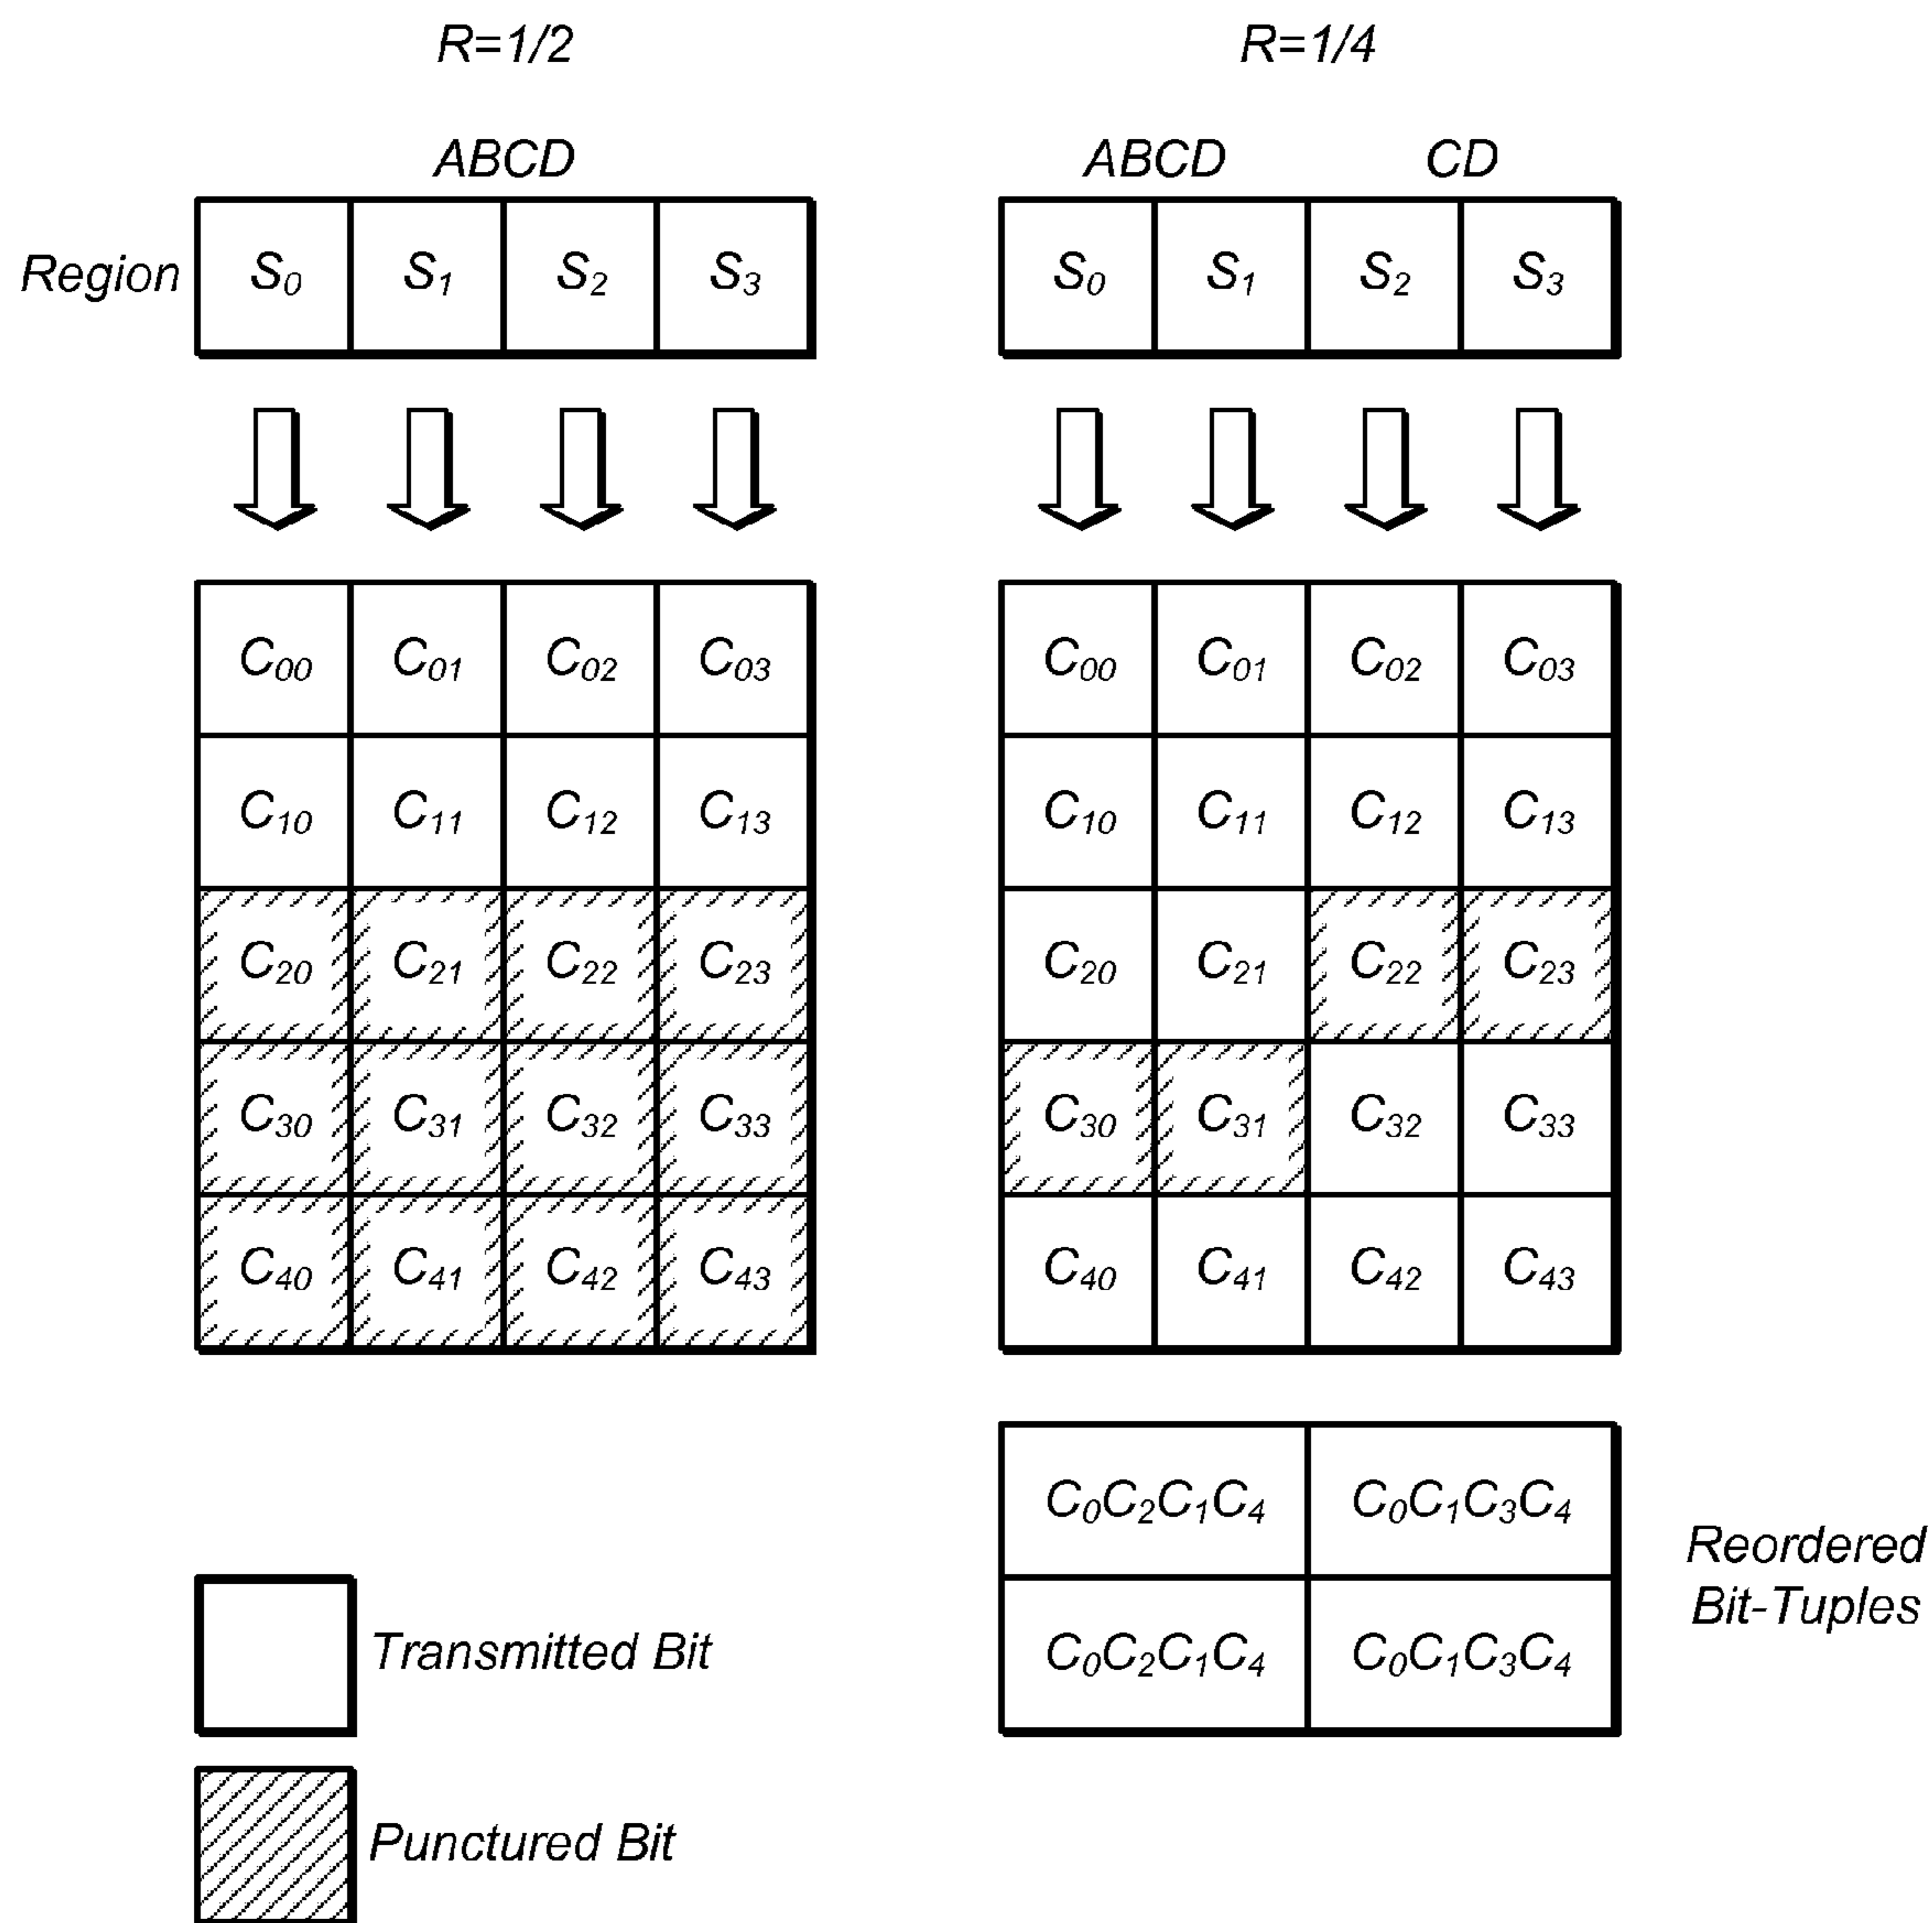 R=1/2 R=1/4
ABCD ABCD CD
Region S0 S1 S2 S3 S0 S1 S2 S3
C00 C01 C02 C03 C00 C01 C02 C03
C10 C11 C12 C13 C10 C11 C12 C13
C20 C21 C22 C23 C20 C21 C22 C23
C30 C31 C32 C33 C30 C31 C32 C33
C40 C41 C42 C43 C40 C41 C42 C43
C0C2C1C4 C0C1C3C4
Reordered
Bit-Tuples
C0C2C1C4 C0C1C3C4
Transmitted Bit
Punctured Bit